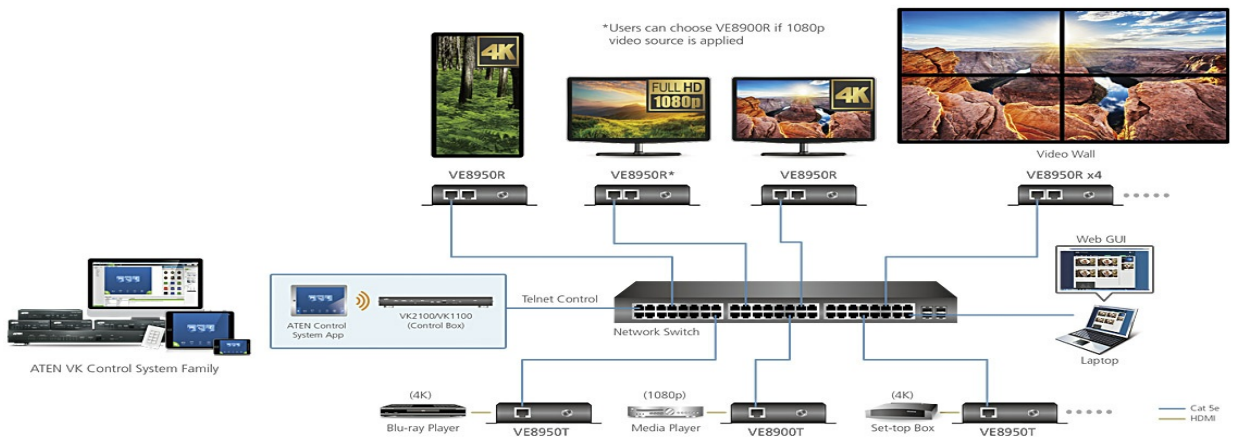 *Users can choose VE8900R if 1080p
video source is applied
4K
FULL HD
1080p
4K
Video Wall
VE8950R
VE8950R*
VE8950R
VE8950R x4
Web GUI
Telnet Control
ATEN Control
System App
VK2100/VK1100
(Control Box)
Network Switch
Laptop
ATEN VK Control System Family
(4K)
Blu-ray Player
VE8950T
(1080p)
Media Player
VE8900T
(4K)
Set-top Box
VE8950T
Cat 5e
HDMI